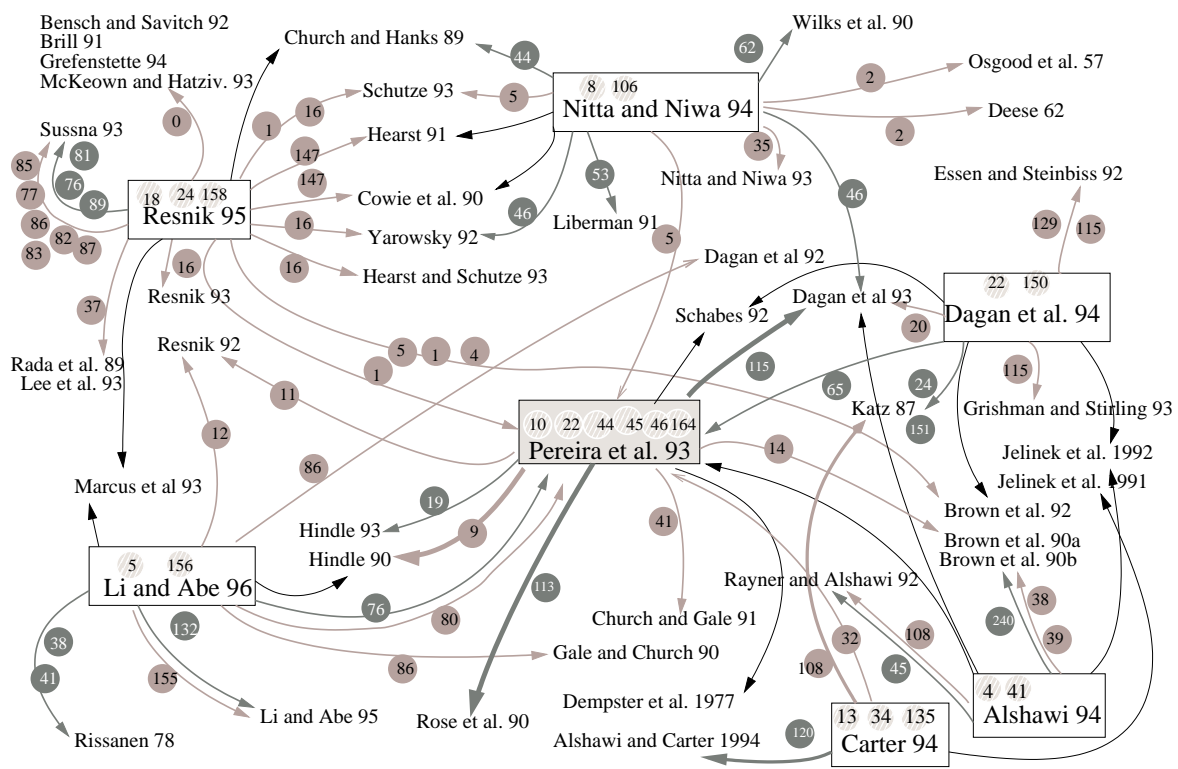 Bensch and Savitch 92
Brill 91
Grefenstette 94
McKeown and Hatziv. 93
Church and Hanks 89
Wilks et al. 90
44
62
Osgood et al. 57
2
Schutze 93
5
8 106
Nitta and Niwa 94
Deese 62
2
0
1
16
Sussna 93
81
Hearst 91
35
85
147
147
Nitta and Niwa 93
Essen and Steinbiss 92
77
76
89
18 24 158
Resnik 95
Cowie et al. 90
53
46
46
Liberman 91
129
115
86
82
87
83
16
Yarowsky 92
5
16
16
Hearst and Schutze 93
Dagan et al 92
Resnik 93
Dagan et al 93
22 150
Dagan et al. 94
37
Schabes 92
20
Resnik 92
5
1
4
Rada et al. 89
Lee et al. 93
1
115
65
24
115
11
Katz 87
Grishman and Stirling 93
151
10 22 44 45 46 164
Pereira et al. 93
12
14
Jelinek et al. 1992
86
Marcus et al 93
Jelinek et al. 1991
19
Brown et al. 92
41
Hindle 93
9
Brown et al. 90a
Hindle 90
Brown et al. 90b
5 156
Li and Abe 96
Rayner and Alshawi 92
113
76
38
80
Church and Gale 91
240
132
38
32
108
39
Gale and Church 90
86
108
45
41
155
4 41
Alshawi 94
Dempster et al. 1977
Li and Abe 95
Rose et al. 90
13 34 135
Carter 94
Rissanen 78
Alshawi and Carter 1994
120